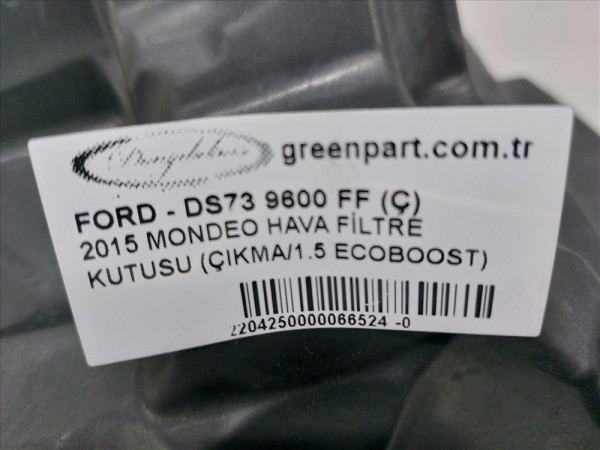 greenpart.com.tr
FORD - DS73 9600 FF (Ç)
2015 MONDEO HAVA FİLTRE
KUTUSU (ÇIKMA/1.5 ECOBOOST)
2204250000066524 -0